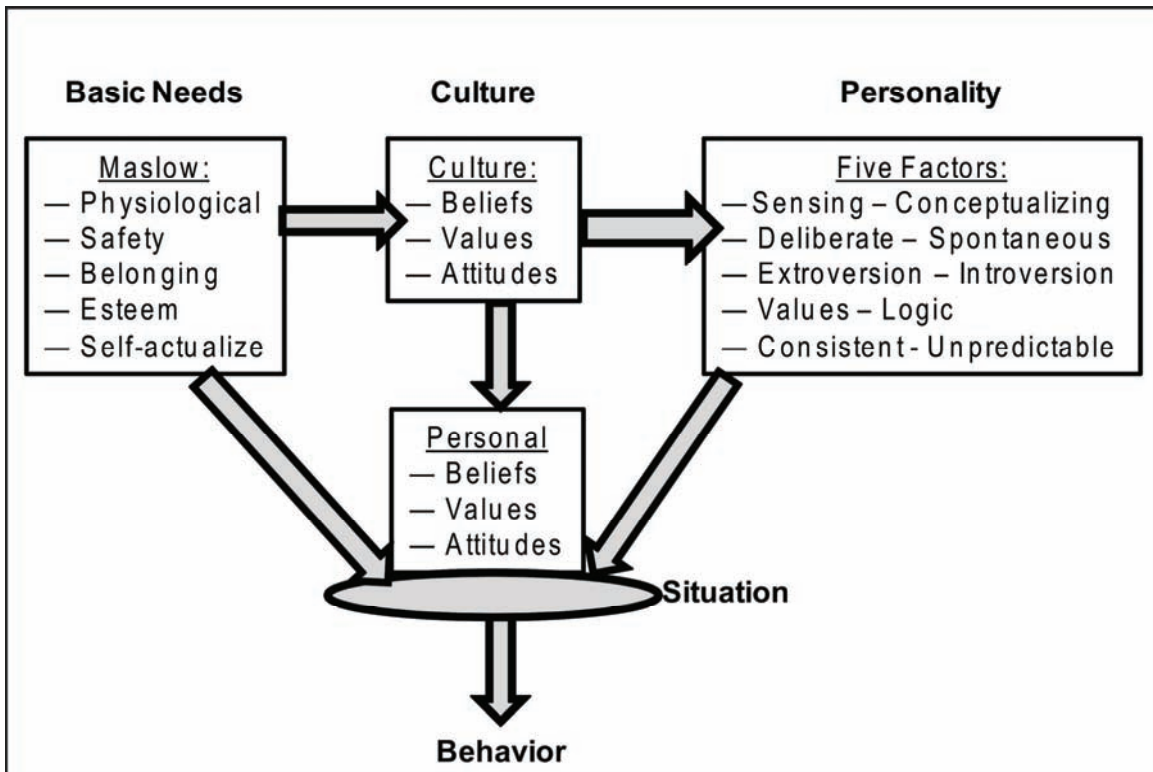 Basic Needs
Culture
Personality
Maslow:
— Physiological
— Safety
— Belonging
— Esteem
— Self-actualize
Culture:
— Beliefs
— Values
— Attitudes
Five Factors:
—Sensing – Conceptualizing
— Deliberate – Spontaneous
— Extroversion – Introversion
— Values – Logic
— Consistent - Unpredictable
Personal
— Beliefs
— Values
— Attitudes
Situation
Behavior